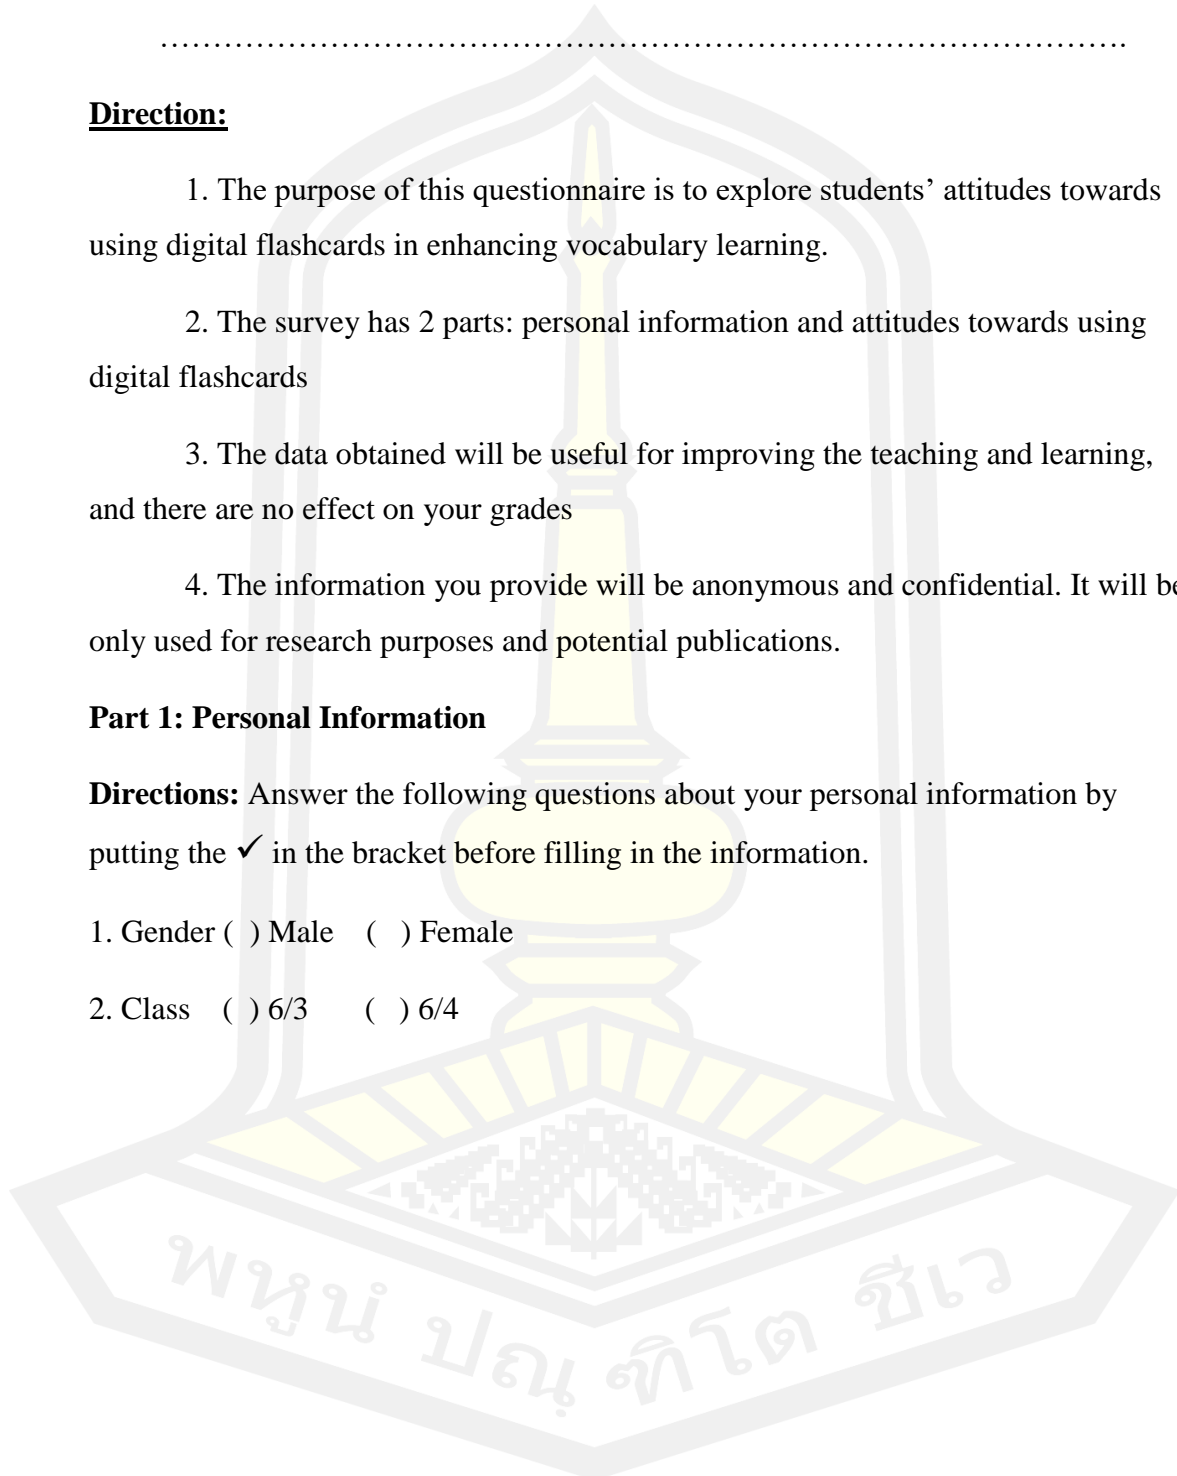 ……………………………………………………………………………….
Direction:
1. The purpose of this questionnaire is to explore students’ attitudes towards
using digital flashcards in enhancing vocabulary learning.
2. The survey has 2 parts: personal information and attitudes towards using
digital flashcards
3. The data obtained will be useful for improving the teaching and learning,
and there are no effect on your grades
4. The information you provide will be anonymous and confidential. It will be
only used for research purposes and potential publications.
Part 1: Personal Information
Directions: Answer the following questions about your personal information by
putting the ✓ in the bracket before filling in the information.
1. Gender ( ) Male ( ) Female
2. Class ( ) 6/3 ( ) 6/4
พหูนํ ปณฺฑิโต ชีเว